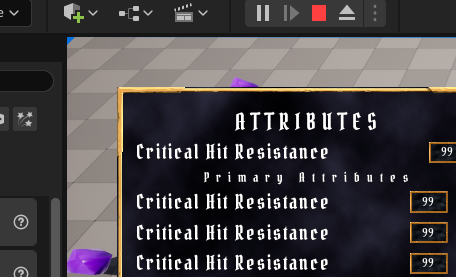 ATTRIBUTES
Critical Hit Resistance 99
Primary Attributes
Critical Hit Resistance 99
Critical Hit Resistance 99
Critical Hit Resistance 99